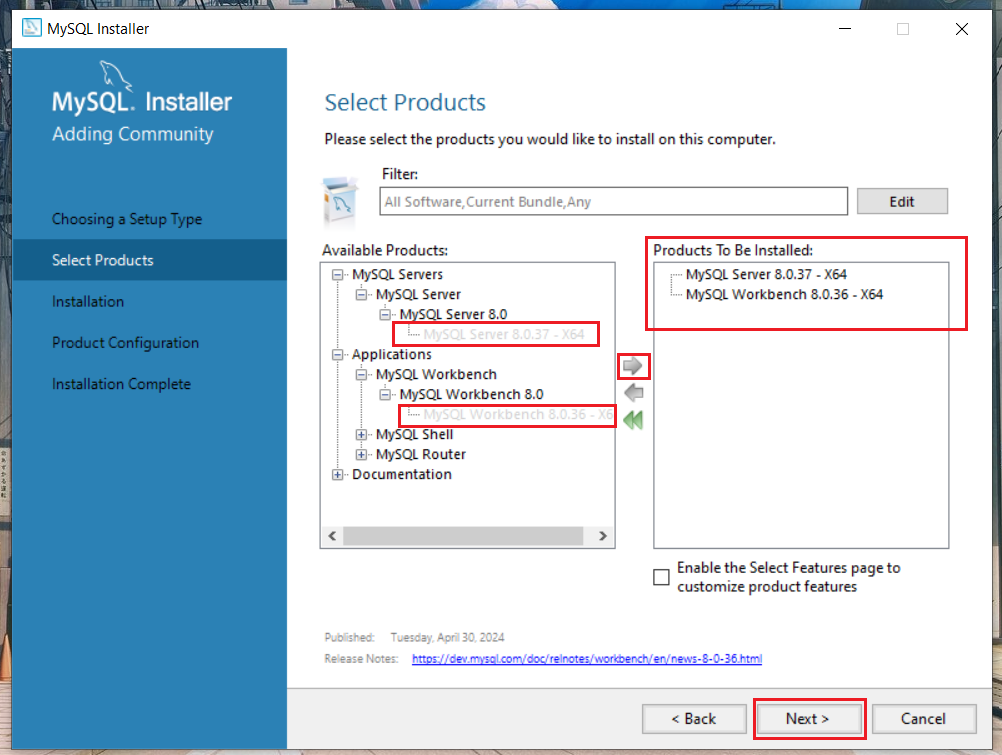 MySQL Installer
MySQL. Installer
Adding Community
Choosing a Setup Type
Select Products
Installation
Product Configuration
Installation Complete
Select Products
Please select the products you would like to install on this computer.
Filter:
All Software,Current Bundle,Any
Edit
Available Products:
MySQL Servers
MySQL Server
MySQL Server 8.0
MySQL Server 8.0.37 - X64
Applications
MySQL Workbench
MySQL Workbench 8.0
MySQL Workbench 8.0.36 - X6
MySQL Shell
MySQL Router
Documentation
Products To Be Installed:
MySQL Server 8.0.37 - X64
MySQL Workbench 8.0.36 - X64
Enable the Select Features page to
customize product features
Published: Tuesday, April 30, 2024
Release Notes: https://dev.mysql.com/doc/relnotes/workbench/en/news-8-0-36.html
< Back
Next >
Cancel